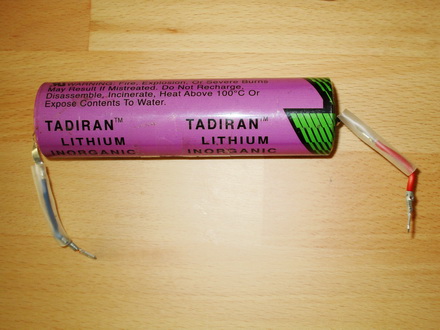 WARNING: Fire, Explosion, Or Severe Burns
May Result If Mistreated. Do Not Recharge,
Disassemble, Incinerate, Heat Above 100°C Or
Expose Contents To Water.
TADIRAN™ TADIRAN™
LITHIUM LITHIUM
INORGANIC INORGANIC